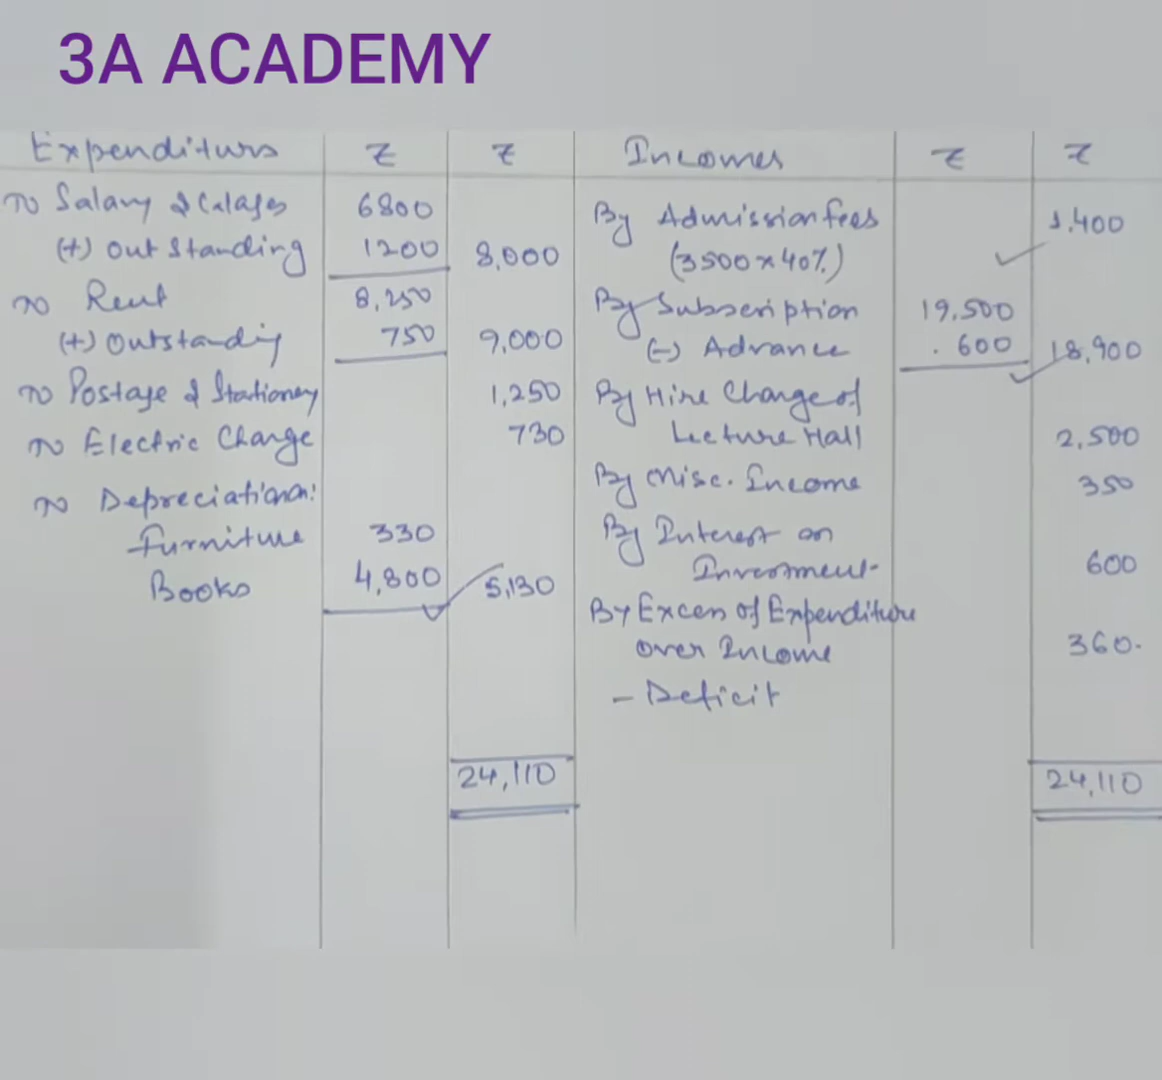 3A ACADEMY
Expenditurs ₹ ₹ Incomes ₹ ₹
To Salary & Wages 6800
(+) Outstanding 1200 8,000
By Admission fees 1,400
(3500 x 40%)
To Rent 8,250
(+) Outstanding 750 9,000
By Subscription 19,500
(-) Advance 600 18,900
To Postage & Stationery 1,250
By Hire Charge of
Lecture Hall 2,500
To Electric Charge 730
By Misc. Income 350
To Depreciation:
Furniture 330
Books 4,800 5,130
By Interest on
Investment 600
By Excess of Expenditure
over Income 360.
- Deficit
24,110 24,110